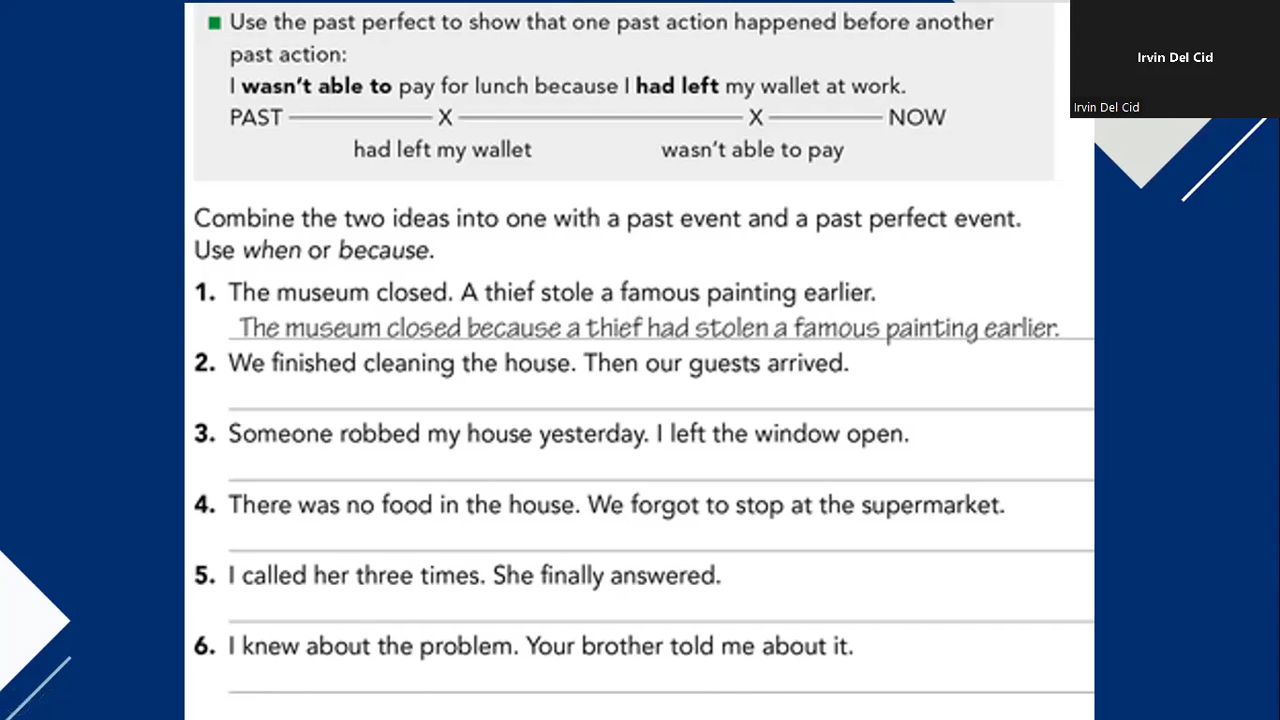 Use the past perfect to show that one past action happened before another
past action:
I wasn't able to pay for lunch because I had left my wallet at work.
PAST X X NOW
had left my wallet wasn't able to pay
Irvin Del Cid
Irvin Del Cid
Combine the two ideas into one with a past event and a past perfect event.
Use when or because.
1. The museum closed. A thief stole a famous painting earlier.
The museum closed because a thief had stolen a famous painting earlier.
2. We finished cleaning the house. Then our guests arrived.
3. Someone robbed my house yesterday. I left the window open.
4. There was no food in the house. We forgot to stop at the supermarket.
5. I called her three times. She finally answered.
6. I knew about the problem. Your brother told me about it.